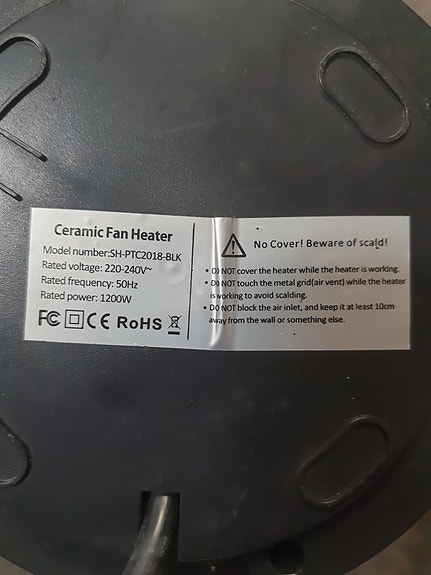 Ceramic Fan Heater
Model number:SH-PTC2018-BLK
Rated voltage: 220-240V~
Rated frequency: 50Hz
Rated power: 1200W
FC CE RoHS
No Cover! Beware of scald!
• DO NOT cover the heater while the heater is working.
• DO NOT touch the metal grid(air vent) while the heater
is working to avoid scalding.
• DO NOT block the air inlet, and keep it at least 10cm
away from the wall or something else.